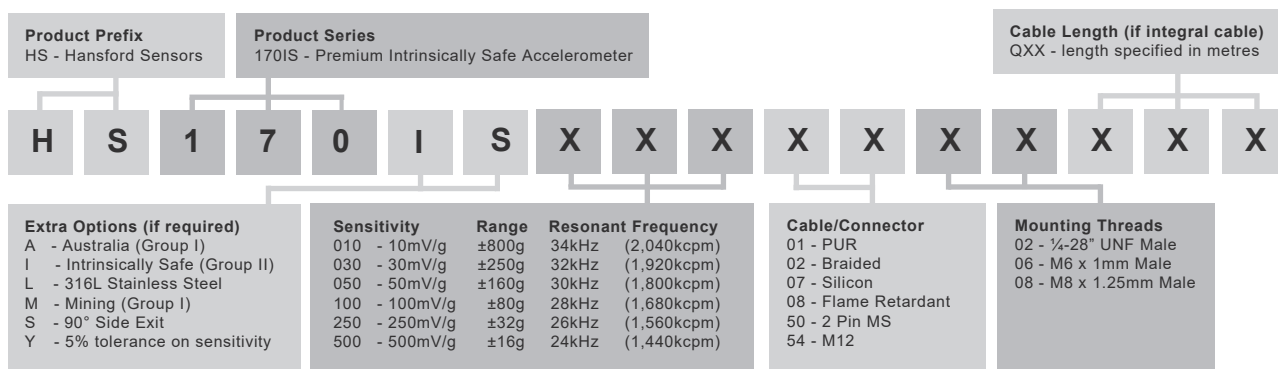 Product Prefix
HS - Hansford Sensors
Product Series
170IS - Premium Intrinsically Safe Accelerometer
Cable Length (if integral cable)
QXX - length specified in metres
H S 1 7 0 I S X X X X X X X X X X
Extra Options (if required)
A - Australia (Group I)
I - Intrinsically Safe (Group II)
L - 316L Stainless Steel
M - Mining (Group I)
S - 90° Side Exit
Y - 5% tolerance on sensitivity
Sensitivity Range Resonant Frequency
010 - 10mV/g ±800g 34kHz (2,040kcpm)
030 - 30mV/g ±250g 32kHz (1,920kcpm)
050 - 50mV/g ±160g 30kHz (1,800kcpm)
100 - 100mV/g ±80g 28kHz (1,680kcpm)
250 - 250mV/g ±32g 26kHz (1,560kcpm)
500 - 500mV/g ±16g 24kHz (1,440kcpm)
Cable/Connector
01 - PUR
02 - Braided
07 - Silicon
08 - Flame Retardant
50 - 2 Pin MS
54 - M12
Mounting Threads
02 - ¼-28” UNF Male
06 - M6 x 1mm Male
08 - M8 x 1.25mm Male